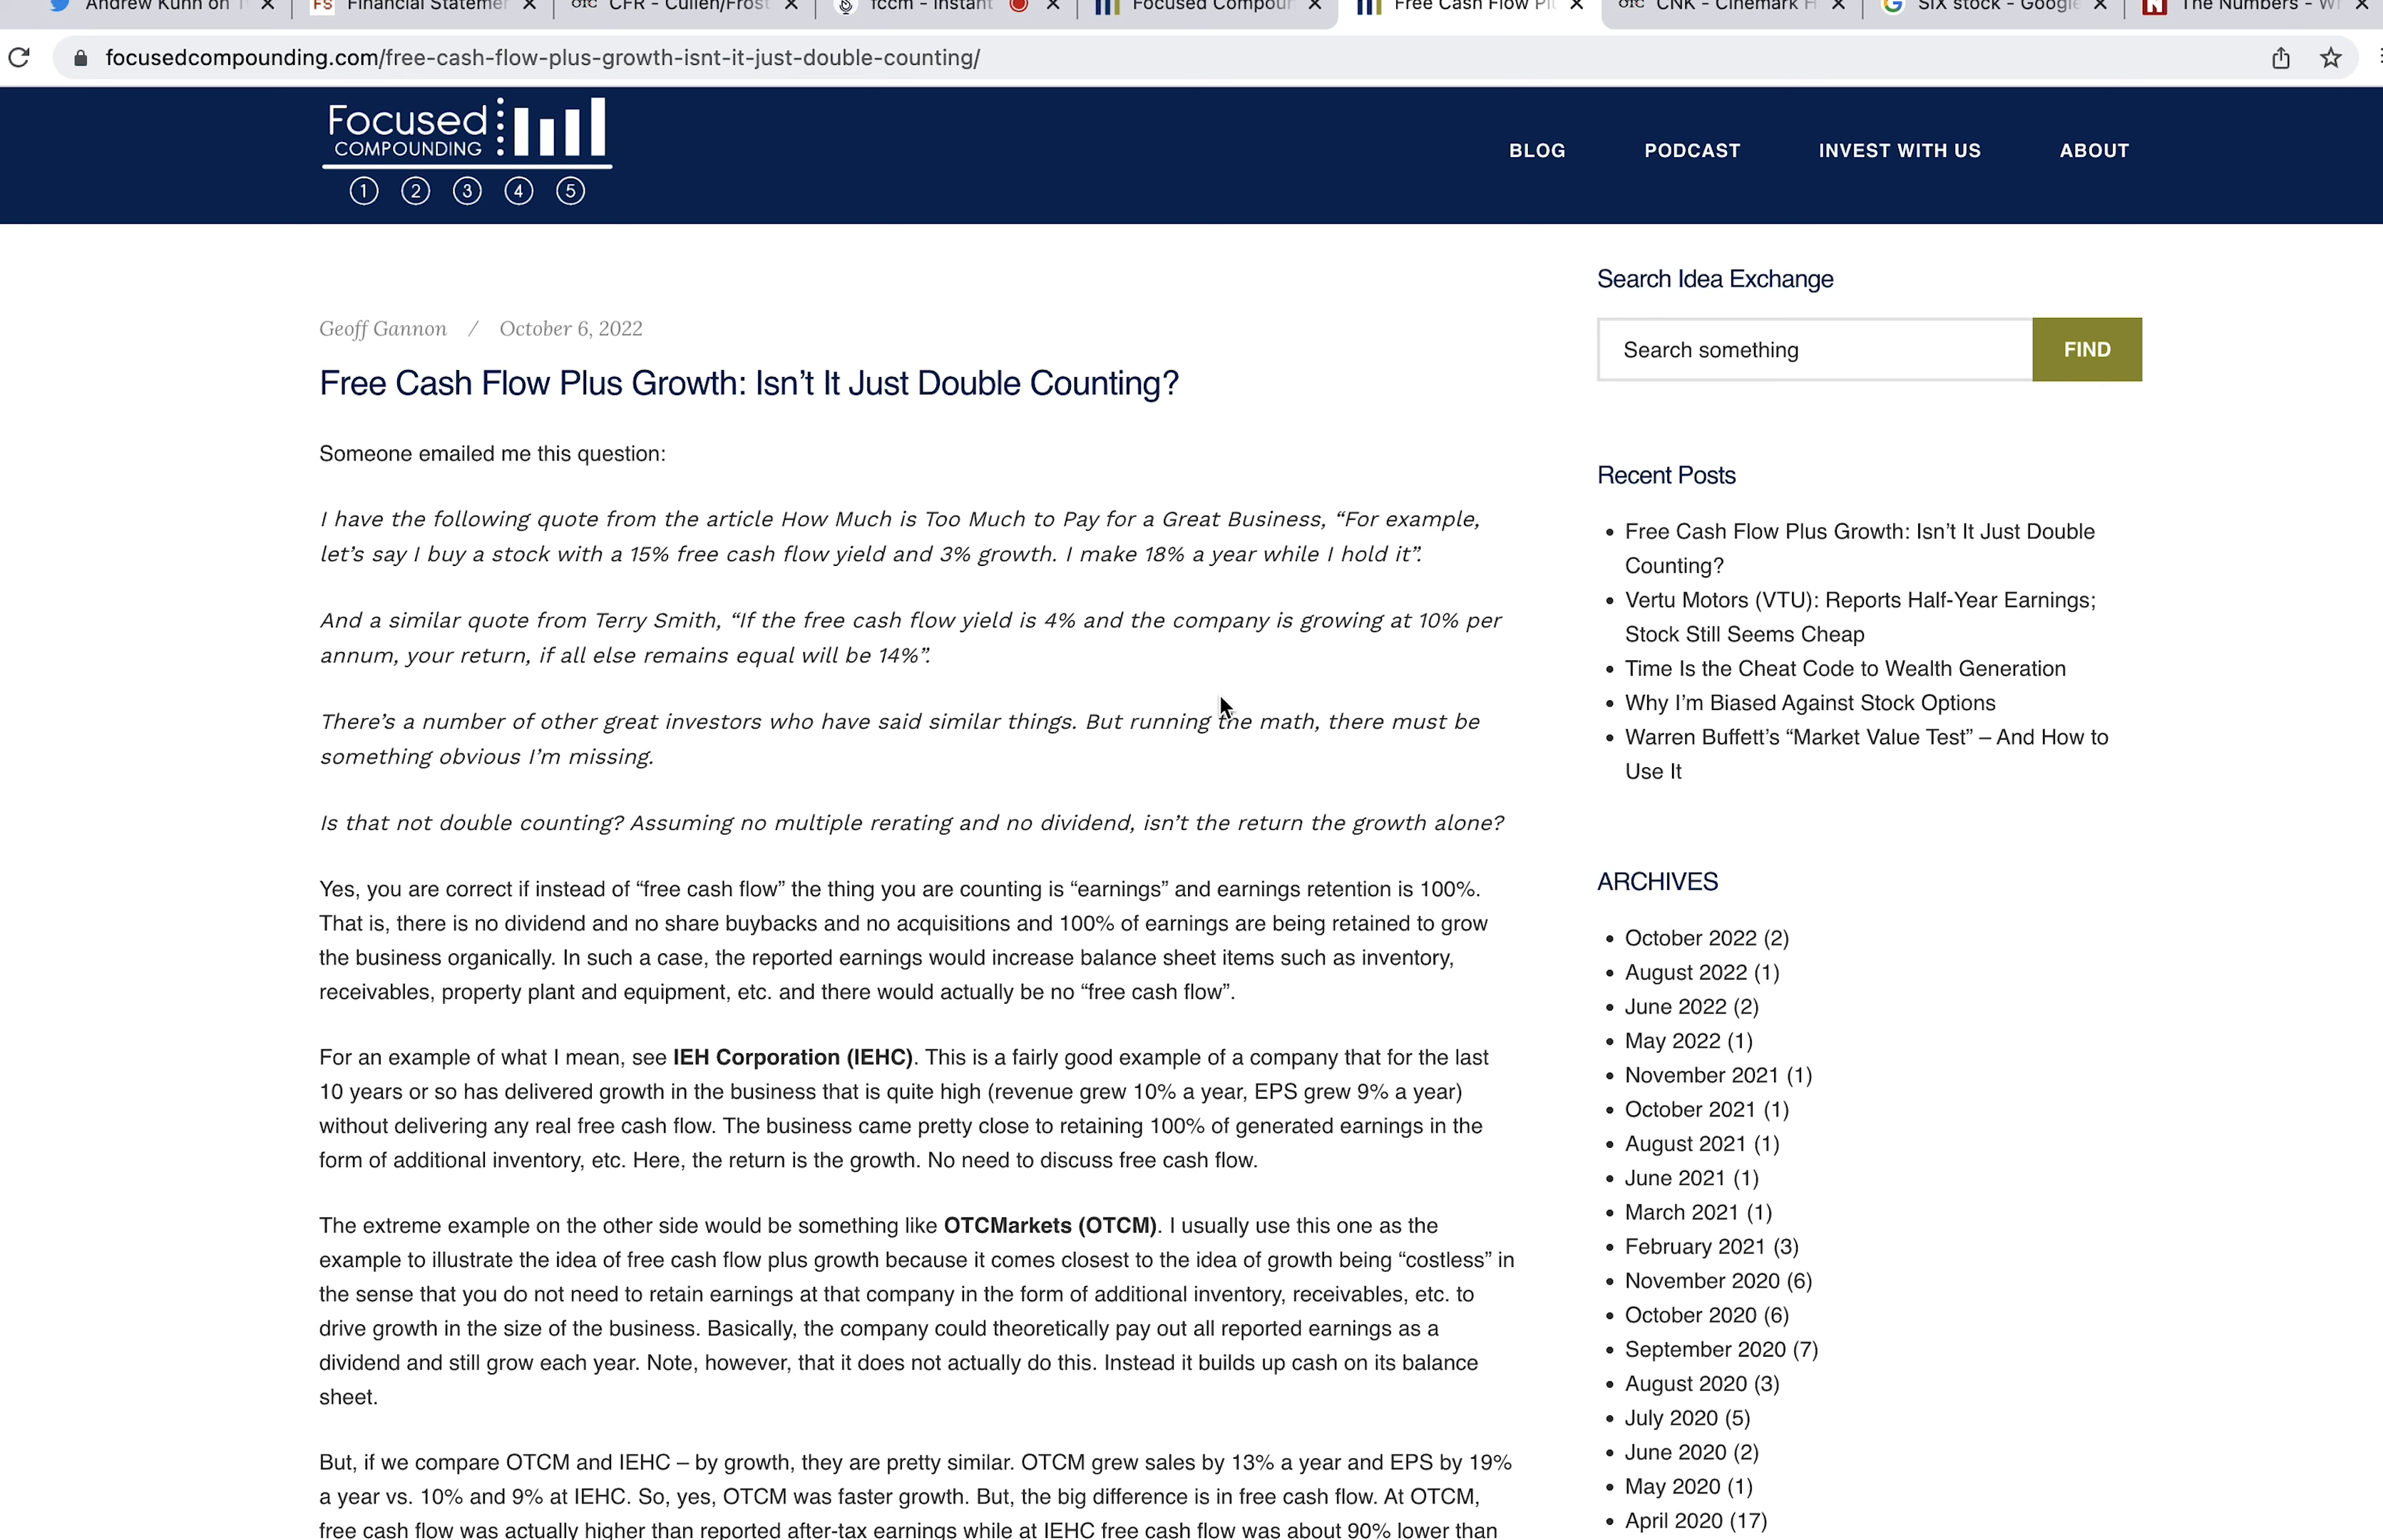 Andrew Kuhn on
Financial Statemen
CFR - Cullen/Frost
fccm - Instant
Focused Compour
Free Cash Flow Pl
CNK - Cinemark H
SIX stock - Google
The Numbers - W
focusedcompounding.com/free-cash-flow-plus-growth-isnt-it-just-double-counting/
Focused
COMPOUNDING
1 2 3 4 5
BLOG PODCAST INVEST WITH US ABOUT
Geoff Gannon / October 6, 2022
Free Cash Flow Plus Growth: Isn’t It Just Double Counting?
Someone emailed me this question:
I have the following quote from the article How Much is Too Much to Pay for a Great Business, “For example,
let’s say I buy a stock with a 15% free cash flow yield and 3% growth. I make 18% a year while I hold it”.
And a similar quote from Terry Smith, “If the free cash flow yield is 4% and the company is growing at 10% per
annum, your return, if all else remains equal will be 14%”.
There’s a number of other great investors who have said similar things. But running the math, there must be
something obvious I’m missing.
Is that not double counting? Assuming no multiple rerating and no dividend, isn’t the return the growth alone?
Yes, you are correct if instead of “free cash flow” the thing you are counting is “earnings” and earnings retention is 100%.
That is, there is no dividend and no share buybacks and no acquisitions and 100% of earnings are being retained to grow
the business organically. In such a case, the reported earnings would increase balance sheet items such as inventory,
receivables, property plant and equipment, etc. and there would actually be no “free cash flow”.
For an example of what I mean, see IEH Corporation (IEHC). This is a fairly good example of a company that for the last
10 years or so has delivered growth in the business that is quite high (revenue grew 10% a year, EPS grew 9% a year)
without delivering any real free cash flow. The business came pretty close to retaining 100% of generated earnings in the
form of additional inventory, etc. Here, the return is the growth. No need to discuss free cash flow.
The extreme example on the other side would be something like OTCMarkets (OTCM). I usually use this one as the
example to illustrate the idea of free cash flow plus growth because it comes closest to the idea of growth being “costless” in
the sense that you do not need to retain earnings at that company in the form of additional inventory, receivables, etc. to
drive growth in the size of the business. Basically, the company could theoretically pay out all reported earnings as a
dividend and still grow each year. Note, however, that it does not actually do this. Instead it builds up cash on its balance
sheet.
But, if we compare OTCM and IEHC – by growth, they are pretty similar. OTCM grew sales by 13% a year and EPS by 19%
a year vs. 10% and 9% at IEHC. So, yes, OTCM was faster growth. But, the big difference is in free cash flow. At OTCM,
free cash flow was actually higher than reported after-tax earnings while at IEHC free cash flow was about 90% lower than
Search Idea Exchange
Search something
FIND
Recent Posts
Free Cash Flow Plus Growth: Isn’t It Just Double
Counting?
Vertu Motors (VTU): Reports Half-Year Earnings;
Stock Still Seems Cheap
Time Is the Cheat Code to Wealth Generation
Why I’m Biased Against Stock Options
Warren Buffett’s “Market Value Test” – And How to
Use It
ARCHIVES
October 2022 (2)
August 2022 (1)
June 2022 (2)
May 2022 (1)
November 2021 (1)
October 2021 (1)
August 2021 (1)
June 2021 (1)
March 2021 (1)
February 2021 (3)
November 2020 (6)
October 2020 (6)
September 2020 (7)
August 2020 (3)
July 2020 (5)
June 2020 (2)
May 2020 (1)
April 2020 (17)